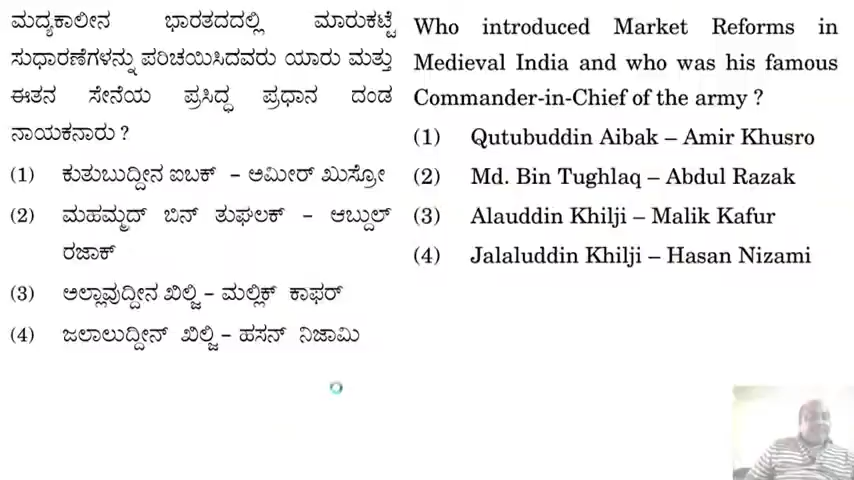 ಮದ್ಯಕಾಲೀನ ಭಾರತದದಲ್ಲಿ ಮಾರುಕಟ್ಟೆ
ಸುಧಾರಣೆಗಳನ್ನು ಪರಿಚಯಿಸಿದವರು ಯಾರು ಮತ್ತು
ಈತನ ಸೇನೆಯ ಪ್ರಸಿದ್ಧ ಪ್ರಧಾನ ದಂಡ
ನಾಯಕನಾರು ?
(1) ಕುತುಬುದ್ದೀನ ಐಬಕ್ – ಅಮೀರ್ ಖುಸ್ರೋ
(2) ಮಹಮ್ಮದ್ ಬಿನ್ ತುಘಲಕ್ – ಆಬ್ದುಲ್
ರಜಾಕ್
(3) ಅಲ್ಲಾವುದ್ದೀನ ಖಿಲ್ಜಿ – ಮಲ್ಲಿಕ್ ಕಾಫರ್
(4) ಜಲಾಲುದ್ದೀನ್ ಖಿಲ್ಜಿ – ಹಸನ್ ನಿಜಾಮಿ
Who introduced Market Reforms in
Medieval India and who was his famous
Commander-in-Chief of the army ?
(1) Qutubuddin Aibak – Amir Khusro
(2) Md. Bin Tughlaq – Abdul Razak
(3) Alauddin Khilji – Malik Kafur
(4) Jalaluddin Khilji – Hasan Nizami